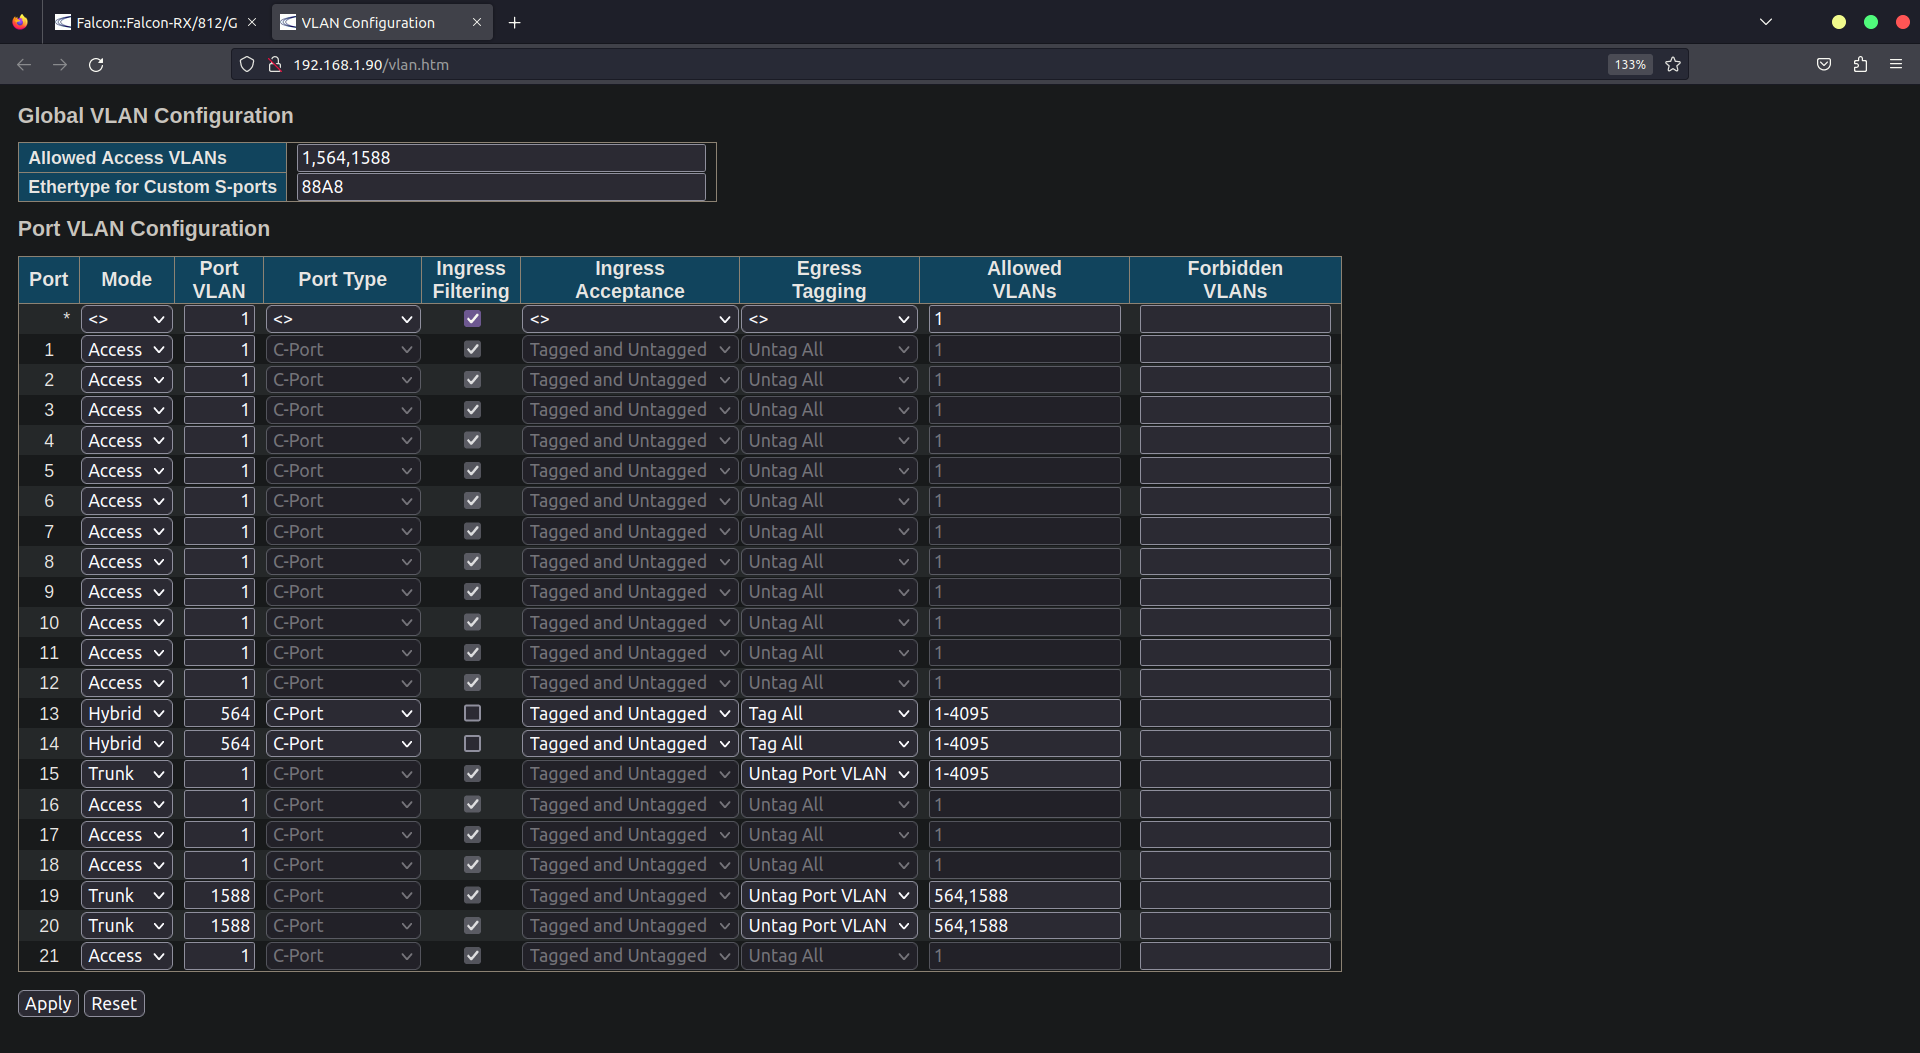 Falcon::Falcon-RX/812/G
VLAN Configuration
192.168.1.90/vlan.htm
133%
Global VLAN Configuration
Allowed Access VLANs 1,564,1588
Ethertype for Custom S-ports 88A8
Port VLAN Configuration
Port Mode Port VLAN Port Type Ingress Filtering Ingress Acceptance Egress Tagging Allowed VLANs Forbidden VLANs
* <> 1 <> <> <> 1
1 Access 1 C-Port Tagged and Untagged Untag All 1
2 Access 1 C-Port Tagged and Untagged Untag All 1
3 Access 1 C-Port Tagged and Untagged Untag All 1
4 Access 1 C-Port Tagged and Untagged Untag All 1
5 Access 1 C-Port Tagged and Untagged Untag All 1
6 Access 1 C-Port Tagged and Untagged Untag All 1
7 Access 1 C-Port Tagged and Untagged Untag All 1
8 Access 1 C-Port Tagged and Untagged Untag All 1
9 Access 1 C-Port Tagged and Untagged Untag All 1
10 Access 1 C-Port Tagged and Untagged Untag All 1
11 Access 1 C-Port Tagged and Untagged Untag All 1
12 Access 1 C-Port Tagged and Untagged Untag All 1
13 Hybrid 564 C-Port Tagged and Untagged Tag All 1-4095
14 Hybrid 564 C-Port Tagged and Untagged Tag All 1-4095
15 Trunk 1 C-Port Tagged and Untagged Untag Port VLAN 1-4095
16 Access 1 C-Port Tagged and Untagged Untag All 1
17 Access 1 C-Port Tagged and Untagged Untag All 1
18 Access 1 C-Port Tagged and Untagged Untag All 1
19 Trunk 1588 C-Port Tagged and Untagged Untag Port VLAN 564,1588
20 Trunk 1588 C-Port Tagged and Untagged Untag Port VLAN 564,1588
21 Access 1 C-Port Tagged and Untagged Untag All 1
Apply Reset